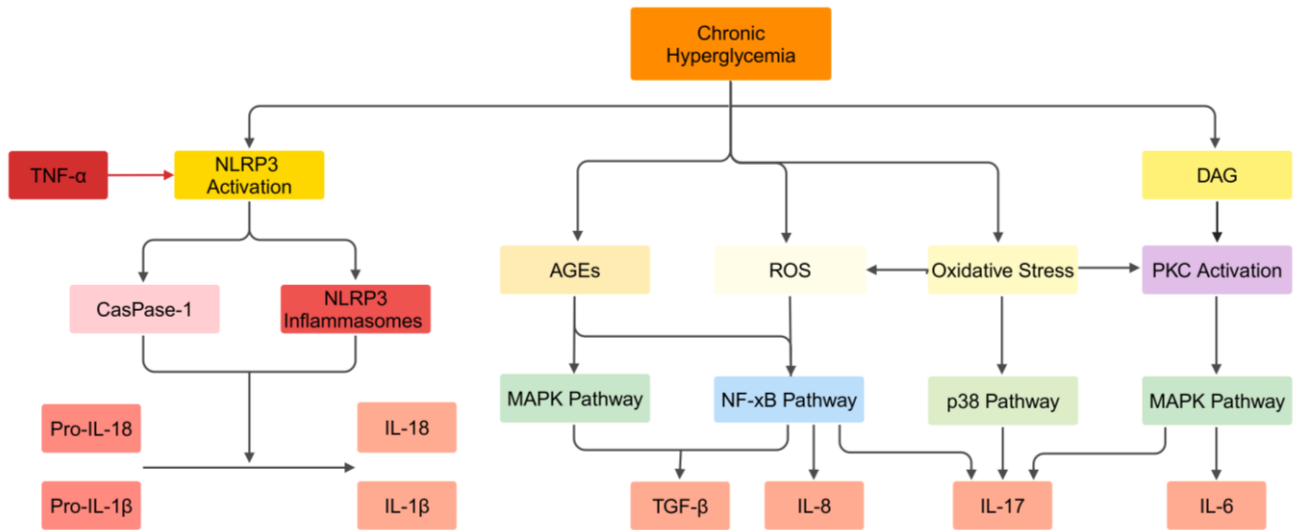 Chronic
Hyperglycemia
TNF-α
NLRP3
Activation
DAG
AGEs
ROS
Oxidative Stress
PKC Activation
CasPase-1
NLRP3
Inflammasomes
MAPK Pathway
NF-xB Pathway
p38 Pathway
MAPK Pathway
Pro-IL-18
IL-18
Pro-IL-1β
IL-1β
TGF-β
IL-8
IL-17
IL-6